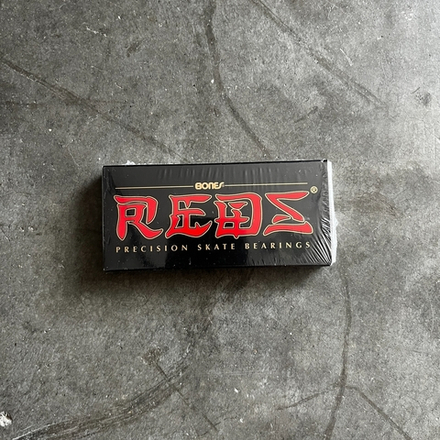 BONES
REDS®
PRECISION SKATE BEARINGS